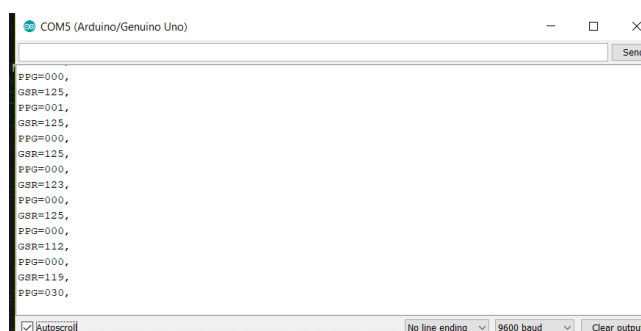 COM5 (Arduino/Genuino Uno)
Send
PPG=000,
GSR=125,
PPG=001,
GSR=125,
PPG=000,
GSR=125,
PPG=000,
GSR=123,
PPG=000,
GSR=125,
PPG=000,
GSR=112,
PPG=000,
GSR=119,
PPG=030,
Autoscroll No line ending 9600 baud Clear output